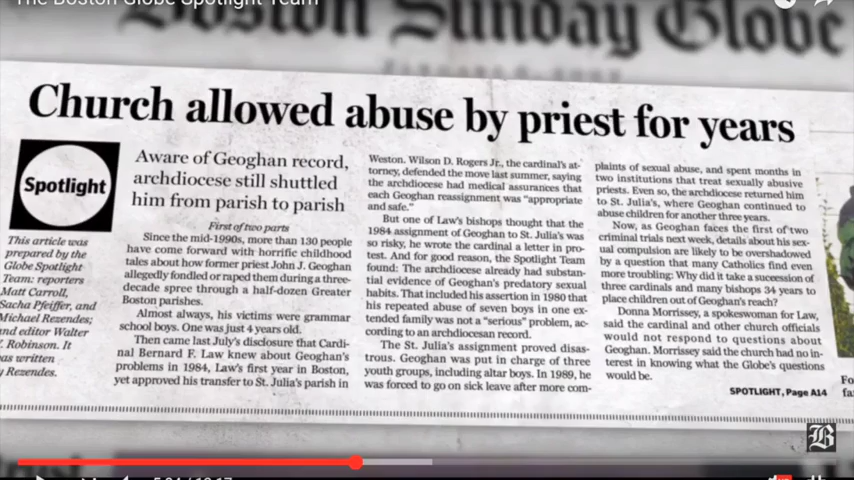 The Boston Globe Spotlight Team
Boston Sunday Globe
Church allowed abuse by priest for years
Spotlight
This article was
prepared by the
Globe Spotlight
Team: reporters
Matt Carroll,
Sacha Pfeiffer, and
Michael Rezendes;
and editor Walter
V. Robinson. It
was written
by Rezendes.
Aware of Geoghan record,
archdiocese still shuttled
him from parish to parish
First of two parts
Since the mid-1990s, more than 130 people
have come forward with horrific childhood
tales about how former priest John J. Geoghan
allegedly fondled or raped them during a three-
decade spree through a half-dozen Greater
Boston parishes.
Almost always, his victims were grammar
school boys. One was just 4 years old.
Then came last July's disclosure that Cardi-
nal Bernard F. Law knew about Geoghan's
problems in 1984, Law's first year in Boston,
yet approved his transfer to St. Julia's parish in
Weston. Wilson D. Rogers Jr., the cardinal's at-
torney, defended the move last summer, saying
the archdiocese had medical assurances that
each Geoghan reassignment was "appropriate
and safe."
But one of Law's bishops thought that the
1984 assignment of Geoghan to St. Julia's was
so risky, he wrote the cardinal a letter in pro-
test. And for good reason, the Spotlight Team
found: The archdiocese already had substan-
tial evidence of Geoghan's predatory sexual
habits. That included his assertion in 1980 that
his repeated abuse of seven boys in one ex-
tended family was not a "serious" problem, ac-
cording to an archdiocesan record.
The St. Julia's assignment proved disas-
trous. Geoghan was put in charge of three
youth groups, including altar boys. In 1989, he
was forced to go on sick leave after more com-
plaints of sexual abuse, and spent months in
two institutions that treat sexually abusive
priests. Even so, the archdiocese returned him
to St. Julia's, where Geoghan continued to
abuse children for another three years.
Now, as Geoghan faces the first of two
criminal trials next week, details about his sex-
ual compulsion are likely to be overshadowed
by a question that many Catholics find even
more troubling: Why did it take a succession of
three cardinals and many bishops 34 years to
place children out of Geoghan's reach?
Donna Morrissey, a spokeswoman for Law,
said the cardinal and other church officials
would not respond to questions about
Geoghan. Morrissey said the church had no in-
terest in knowing what the Globe's questions
would be.
SPOTLIGHT, Page A14
Fo
fa
B